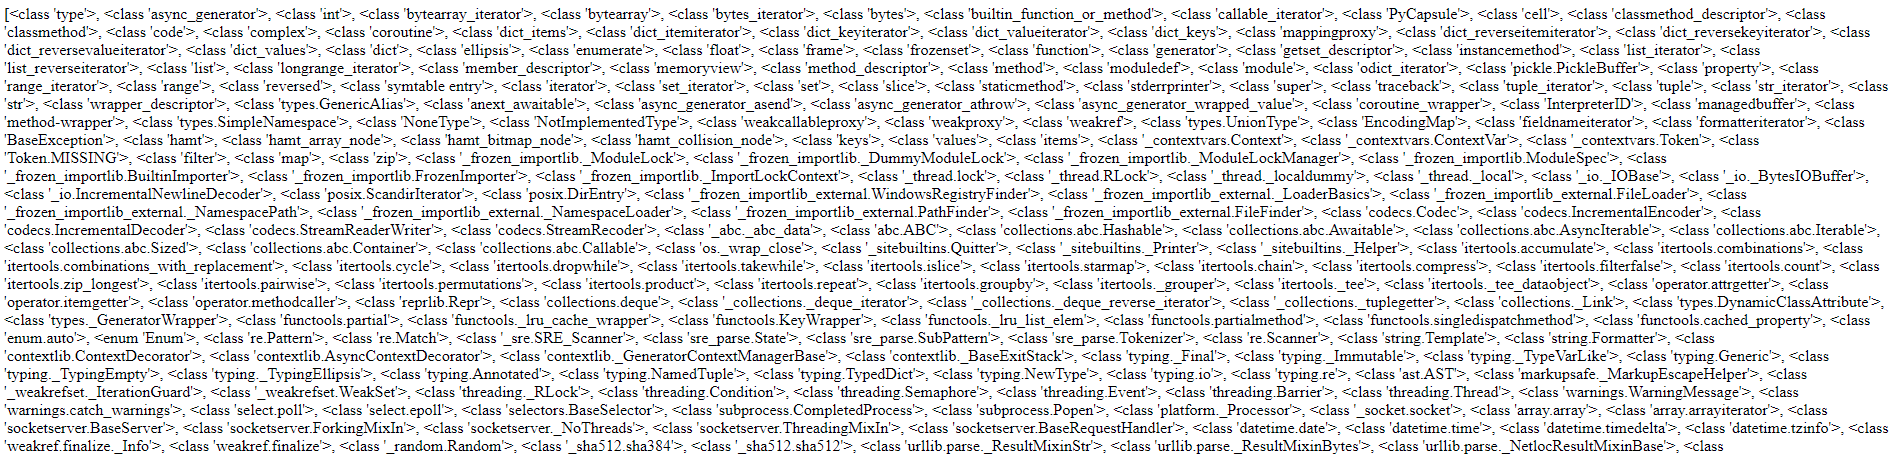 [<class 'type'>, <class 'async_generator'>, <class 'int'>, <class 'bytearray_iterator'>, <class 'bytearray'>, <class 'bytes_iterator'>, <class 'bytes'>, <class 'builtin_function_or_method'>, <class 'callable_iterator'>, <class 'PyCapsule'>, <class 'cell'>, <class 'classmethod_descriptor'>, <class
'classmethod'>, <class 'code'>, <class 'complex'>, <class 'coroutine'>, <class 'dict_items'>, <class 'dict_itemiterator'>, <class 'dict_keyiterator'>, <class 'dict_valueiterator'>, <class 'dict_keys'>, <class 'mappingproxy'>, <class 'dict_reverseitemiterator'>, <class 'dict_reversekeyiterator'>, <class
'dict_reversevalueiterator'>, <class 'dict_values'>, <class 'dict'>, <class 'ellipsis'>, <class 'enumerate'>, <class 'float'>, <class 'frame'>, <class 'frozenset'>, <class 'function'>, <class 'generator'>, <class 'getset_descriptor'>, <class 'instancemethod'>, <class 'list_iterator'>, <class
'list_reverseiterator'>, <class 'list'>, <class 'longrange_iterator'>, <class 'member_descriptor'>, <class 'memoryview'>, <class 'method_descriptor'>, <class 'method'>, <class 'moduledef'>, <class 'module'>, <class 'odict_iterator'>, <class 'pickle.PickleBuffer'>, <class 'property'>, <class
'range_iterator'>, <class 'range'>, <class 'reversed'>, <class 'symtable entry'>, <class 'iterator'>, <class 'set_iterator'>, <class 'set'>, <class 'slice'>, <class 'staticmethod'>, <class 'stderrprinter'>, <class 'super'>, <class 'traceback'>, <class 'tuple_iterator'>, <class 'tuple'>, <class 'str_iterator'>, <class
'str'>, <class 'wrapper_descriptor'>, <class 'types.GenericAlias'>, <class 'anext_awaitable'>, <class 'async_generator_asend'>, <class 'async_generator_athrow'>, <class 'async_generator_wrapped_value'>, <class 'coroutine_wrapper'>, <class 'InterpreterID'>, <class 'managedbuffer'>, <class
'method-wrapper'>, <class 'types.SimpleNamespace'>, <class 'NoneType'>, <class 'NotImplementedType'>, <class 'weakcallableproxy'>, <class 'weakproxy'>, <class 'weakref'>, <class 'types.UnionType'>, <class 'EncodingMap'>, <class 'fieldnameiterator'>, <class 'formatteriterator'>, <class
'BaseException'>, <class 'hamt'>, <class 'hamt_array_node'>, <class 'hamt_bitmap_node'>, <class 'hamt_collision_node'>, <class 'keys'>, <class 'values'>, <class 'items'>, <class '_contextvars.Context'>, <class '_contextvars.ContextVar'>, <class '_contextvars.Token'>, <class
'Token.MISSING'>, <class 'filter'>, <class 'map'>, <class 'zip'>, <class '_frozen_importlib._ModuleLock'>, <class '_frozen_importlib._DummyModuleLock'>, <class '_frozen_importlib._ModuleLockManager'>, <class '_frozen_importlib.ModuleSpec'>, <class
'_frozen_importlib.BuiltinImporter'>, <class '_frozen_importlib.FrozenImporter'>, <class '_frozen_importlib._ImportLockContext'>, <class '_thread.lock'>, <class '_thread.RLock'>, <class '_thread._localdummy'>, <class '_thread._local'>, <class '_io._IOBase'>, <class '_io._BytesIOBuffer'>,
<class '_io.IncrementalNewlineDecoder'>, <class 'posix.ScandirIterator'>, <class 'posix.DirEntry'>, <class '_frozen_importlib_external.WindowsRegistryFinder'>, <class '_frozen_importlib_external._LoaderBasics'>, <class '_frozen_importlib_external.FileLoader'>, <class
'_frozen_importlib_external._NamespacePath'>, <class '_frozen_importlib_external._NamespaceLoader'>, <class '_frozen_importlib_external.PathFinder'>, <class '_frozen_importlib_external.FileFinder'>, <class 'codecs.Codec'>, <class 'codecs.IncrementalEncoder'>, <class
'codecs.IncrementalDecoder'>, <class 'codecs.StreamReaderWriter'>, <class 'codecs.StreamRecoder'>, <class '_abc._abc_data'>, <class 'abc.ABC'>, <class 'collections.abc.Hashable'>, <class 'collections.abc.Awaitable'>, <class 'collections.abc.AsyncIterable'>, <class 'collections.abc.Iterable'>,
<class 'collections.abc.Sized'>, <class 'collections.abc.Container'>, <class 'collections.abc.Callable'>, <class 'os._wrap_close'>, <class '_sitebuiltins.Quitter'>, <class '_sitebuiltins._Printer'>, <class '_sitebuiltins._Helper'>, <class 'itertools.accumulate'>, <class 'itertools.combinations'>, <class
'itertools.combinations_with_replacement'>, <class 'itertools.cycle'>, <class 'itertools.dropwhile'>, <class 'itertools.takewhile'>, <class 'itertools.islice'>, <class 'itertools.starmap'>, <class 'itertools.chain'>, <class 'itertools.compress'>, <class 'itertools.filterfalse'>, <class 'itertools.count'>, <class
'itertools.zip_longest'>, <class 'itertools.pairwise'>, <class 'itertools.permutations'>, <class 'itertools.product'>, <class 'itertools.repeat'>, <class 'itertools.groupby'>, <class 'itertools._grouper'>, <class 'itertools._tee'>, <class 'itertools._tee_dataobject'>, <class 'operator.attrgetter'>, <class
'operator.itemgetter'>, <class 'operator.methodcaller'>, <class 'reprlib.Repr'>, <class 'collections.deque'>, <class '_collections._deque_iterator'>, <class '_collections._deque_reverse_iterator'>, <class '_collections._tuplegetter'>, <class 'collections._Link'>, <class 'types.DynamicClassAttribute'>,
<class 'types._GeneratorWrapper'>, <class 'functools.partial'>, <class 'functools._lru_cache_wrapper'>, <class 'functools.KeyWrapper'>, <class 'functools._lru_list_elem'>, <class 'functools.partialmethod'>, <class 'functools.singledispatchmethod'>, <class 'functools.cached_property'>, <class
'enum.auto'>, <enum 'Enum'>, <class 're.Pattern'>, <class 're.Match'>, <class '_sre.SRE_Scanner'>, <class 'sre_parse.State'>, <class 'sre_parse.SubPattern'>, <class 'sre_parse.Tokenizer'>, <class 're.Scanner'>, <class 'string.Template'>, <class 'string.Formatter'>, <class
'contextlib.ContextDecorator'>, <class 'contextlib.AsyncContextDecorator'>, <class 'contextlib._GeneratorContextManagerBase'>, <class 'contextlib._BaseExitStack'>, <class 'typing._Final'>, <class 'typing._Immutable'>, <class 'typing._TypeVarLike'>, <class 'typing.Generic'>, <class
'typing._TypingEmpty'>, <class 'typing._TypingEllipsis'>, <class 'typing.Annotated'>, <class 'typing.NamedTuple'>, <class 'typing.TypedDict'>, <class 'typing.NewType'>, <class 'typing.io'>, <class 'typing.re'>, <class 'ast.AST'>, <class 'markupsafe._MarkupEscapeHelper'>, <class
'_weakrefset._IterationGuard'>, <class '_weakrefset.WeakSet'>, <class 'threading._RLock'>, <class 'threading.Condition'>, <class 'threading.Semaphore'>, <class 'threading.Event'>, <class 'threading.Barrier'>, <class 'threading.Thread'>, <class 'warnings.WarningMessage'>, <class
'warnings.catch_warnings'>, <class 'select.poll'>, <class 'select.epoll'>, <class 'selectors.BaseSelector'>, <class 'subprocess.CompletedProcess'>, <class 'subprocess.Popen'>, <class 'platform._Processor'>, <class '_socket.socket'>, <class 'array.array'>, <class 'array.arrayiterator'>, <class
'socketserver.BaseServer'>, <class 'socketserver.ForkingMixIn'>, <class 'socketserver._NoThreads'>, <class 'socketserver.ThreadingMixIn'>, <class 'socketserver.BaseRequestHandler'>, <class 'datetime.date'>, <class 'datetime.time'>, <class 'datetime.timedelta'>, <class 'datetime.tzinfo'>, <class
'weakref.finalize._Info'>, <class 'weakref.finalize'>, <class '_random.Random'>, <class '_sha512.sha384'>, <class '_sha512.sha512'>, <class 'urllib.parse._ResultMixinStr'>, <class 'urllib.parse._ResultMixinBytes'>, <class 'urllib.parse._NetlocResultMixinBase'>, <class